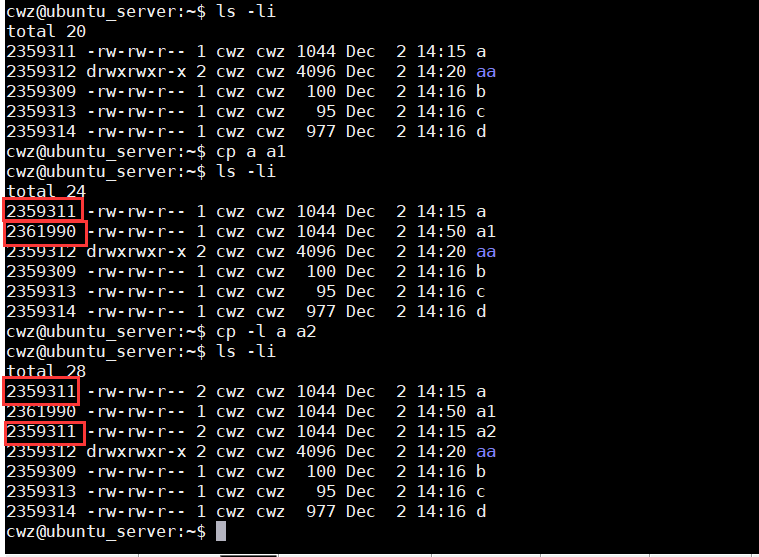 cwz@ubuntu_server:~$ ls -li
total 20
2359311 -rw-rw-r-- 1 cwz cwz 1044 Dec  2 14:15 a
2359312 drwxrwxr-x 2 cwz cwz 4096 Dec  2 14:20 aa
2359309 -rw-rw-r-- 1 cwz cwz  100 Dec  2 14:16 b
2359313 -rw-rw-r-- 1 cwz cwz   95 Dec  2 14:16 c
2359314 -rw-rw-r-- 1 cwz cwz  977 Dec  2 14:16 d
cwz@ubuntu_server:~$ cp a a1
cwz@ubuntu_server:~$ ls -li
total 24
2359311 -rw-rw-r-- 1 cwz cwz 1044 Dec  2 14:15 a
2361990 -rw-rw-r-- 1 cwz cwz 1044 Dec  2 14:50 a1
2359312 drwxrwxr-x 2 cwz cwz 4096 Dec  2 14:20 aa
2359309 -rw-rw-r-- 1 cwz cwz  100 Dec  2 14:16 b
2359313 -rw-rw-r-- 1 cwz cwz   95 Dec  2 14:16 c
2359314 -rw-rw-r-- 1 cwz cwz  977 Dec  2 14:16 d
cwz@ubuntu_server:~$ cp -l a a2
cwz@ubuntu_server:~$ ls -li
total 28
2359311 -rw-rw-r-- 2 cwz cwz 1044 Dec  2 14:15 a
2361990 -rw-rw-r-- 1 cwz cwz 1044 Dec  2 14:50 a1
2359311 -rw-rw-r-- 2 cwz cwz 1044 Dec  2 14:15 a2
2359312 drwxrwxr-x 2 cwz cwz 4096 Dec  2 14:20 aa
2359309 -rw-rw-r-- 1 cwz cwz  100 Dec  2 14:16 b
2359313 -rw-rw-r-- 1 cwz cwz   95 Dec  2 14:16 c
2359314 -rw-rw-r-- 1 cwz cwz  977 Dec  2 14:16 d
cwz@ubuntu_server:~$